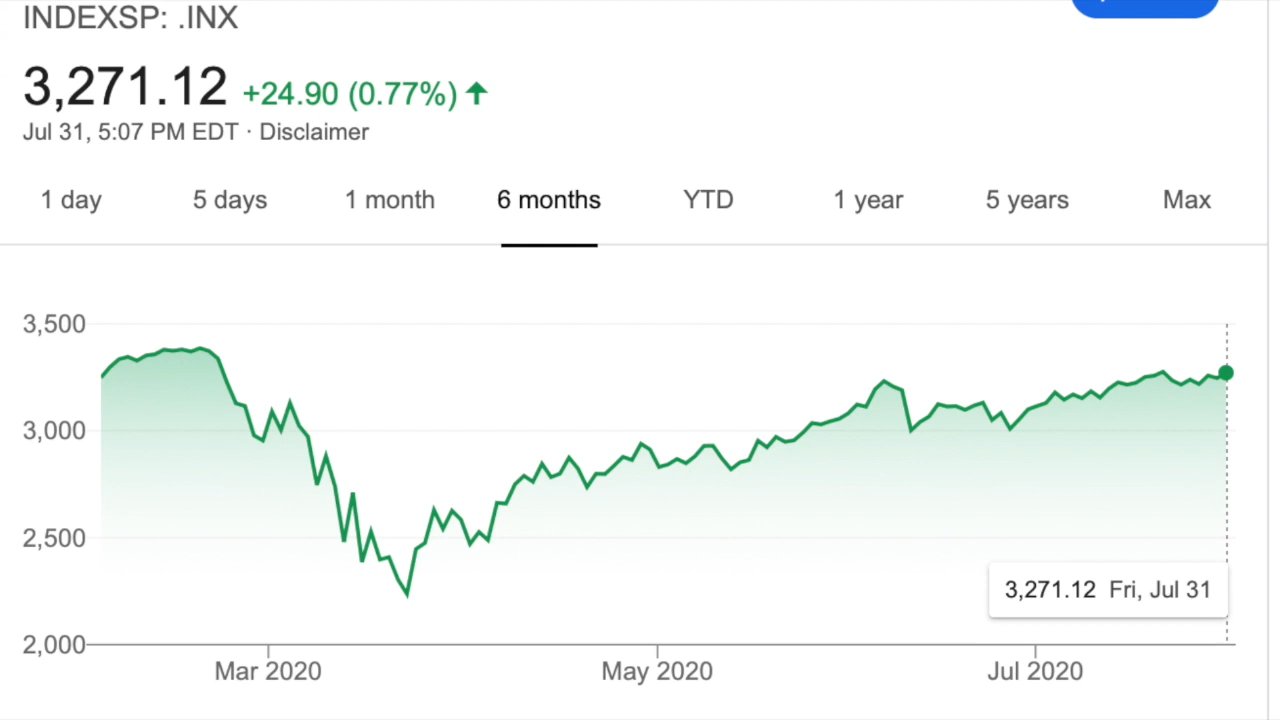 INDEXSP: .INX
3,271.12 +24.90 (0.77%)
Jul 31, 5:07 PM EDT · Disclaimer
1 day 5 days 1 month 6 months YTD 1 year 5 years Max
3,500
3,000
2,500
3,271.12 Fri, Jul 31
2,000
Mar 2020 May 2020 Jul 2020